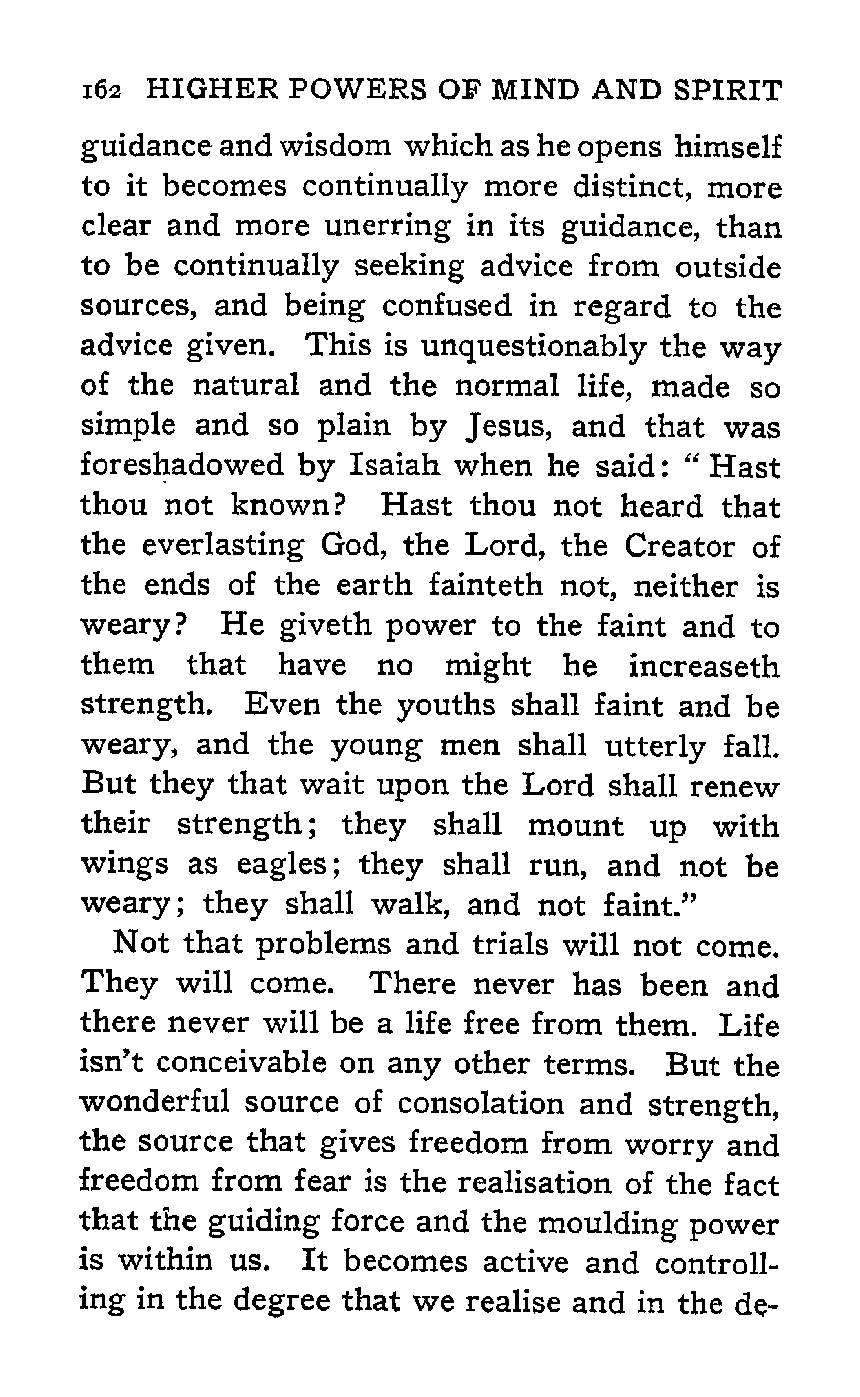 162 HIGHER POWERS OF MIND AND SPIRIT
guidance and wisdom which as he opens himself
to it becomes continually more distinct, more
clear and more unerring in its guidance, than
to be continually seeking advice from outside
sources, and being confused in regard to the
advice given. This is unquestionably the way
of the natural and the normal life, made so
simple and so plain by Jesus, and that was
foreshadowed by Isaiah when he said: “ Hast
thou not known? Hast thou not heard that
the everlasting God, the Lord, the Creator of
the ends of the earth fainteth not, neither is
weary? He giveth power to the faint and to
them that have no might he increaseth
strength. Even the youths shall faint and be
weary, and the young men shall utterly fall.
But they that wait upon the Lord shall renew
their strength; they shall mount up with
wings as eagles; they shall run, and not be
weary; they shall walk, and not faint.”
Not that problems and trials will not come.
They will come. There never has been and
there never will be a life free from them. Life
isn’t conceivable on any other terms. But the
wonderful source of consolation and strength,
the source that gives freedom from worry and
freedom from fear is the realisation of the fact
that the guiding force and the moulding power
is within us. It becomes active and controll-
ing in the degree that we realise and in the de-